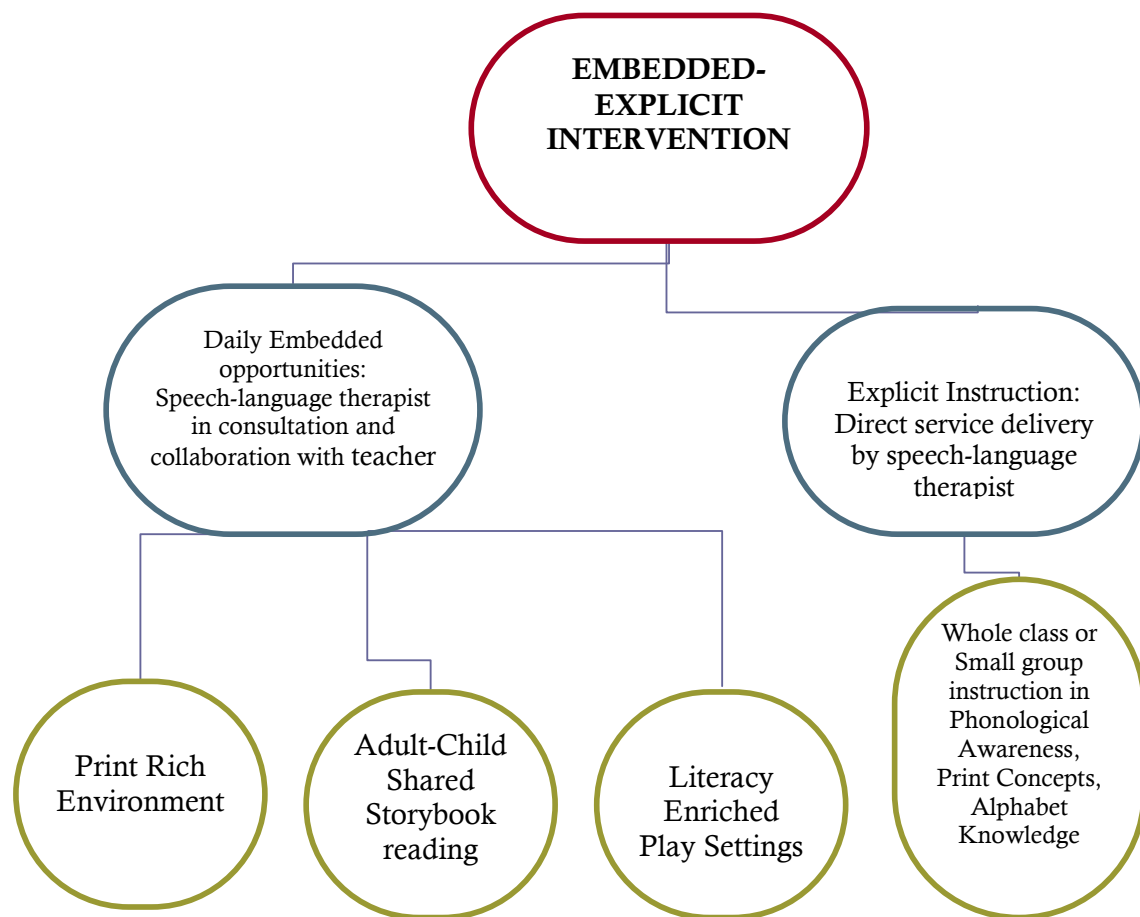 EMBEDDED-
EXPLICIT
INTERVENTION
Daily Embedded
opportunities:
Speech-language therapist
in consultation and
collaboration with teacher
Explicit Instruction:
Direct service delivery
by speech-language
therapist
Print Rich
Environment
Adult-Child
Shared
Storybook
reading
Literacy
Enriched
Play Settings
Whole class or
Small group
instruction in
Phonological
Awareness,
Print Concepts,
Alphabet
Knowledge